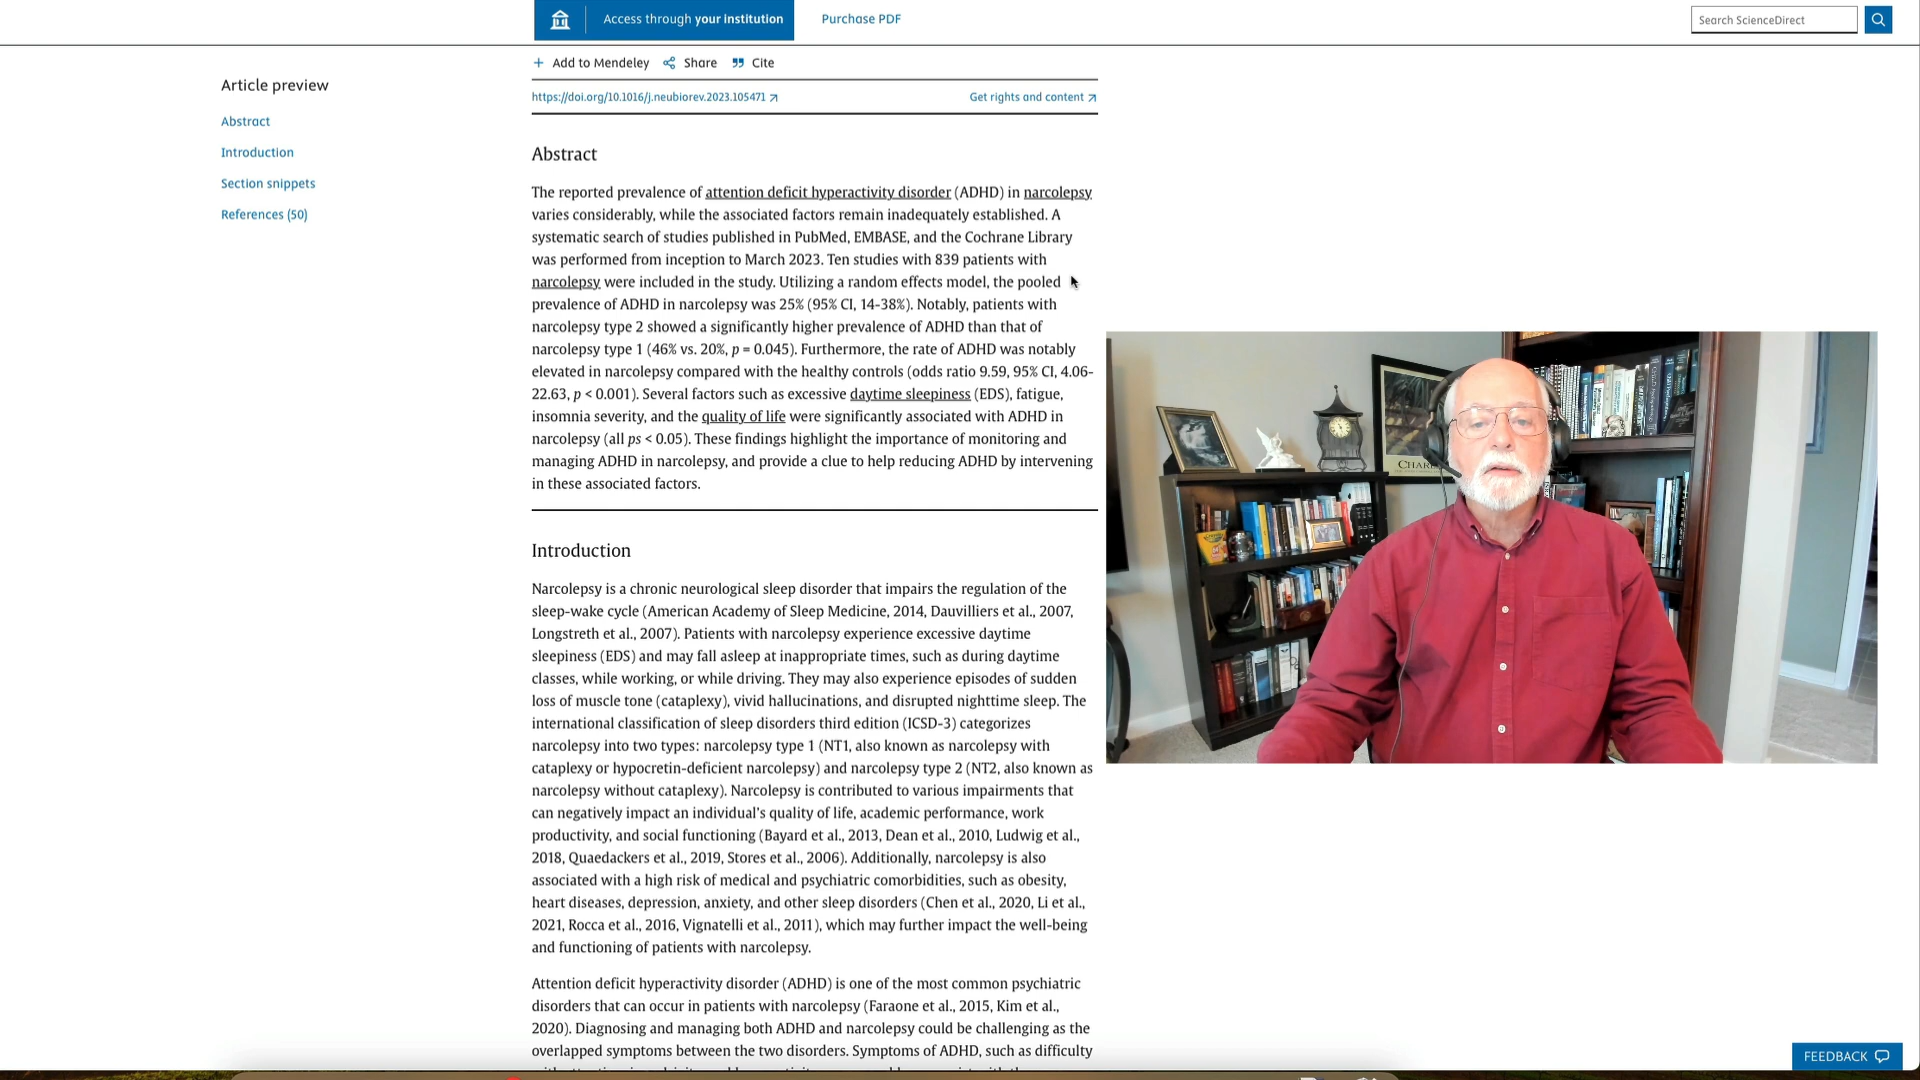 Access through your institution
Purchase PDF
Search ScienceDirect
Article preview
Abstract
Introduction
Section snippets
References (50)
Add to Mendeley
Share
Cite
https://doi.org/10.1016/j.neubiorev.2023.105471
Get rights and content
Abstract
The reported prevalence of attention deficit hyperactivity disorder (ADHD) in narcolepsy
varies considerably, while the associated factors remain inadequately established. A
systematic search of studies published in PubMed, EMBASE, and the Cochrane Library
was performed from inception to March 2023. Ten studies with 839 patients with
narcolepsy were included in the study. Utilizing a random effects model, the pooled
prevalence of ADHD in narcolepsy was 25% (95% CI, 14-38%). Notably, patients with
narcolepsy type 2 showed a significantly higher prevalence of ADHD than that of
narcolepsy type 1 (46% vs. 20%, p = 0.045). Furthermore, the rate of ADHD was notably
elevated in narcolepsy compared with the healthy controls (odds ratio 9.59, 95% CI, 4.06-
22.63, p < 0.001). Several factors such as excessive daytime sleepiness (EDS), fatigue,
insomnia severity, and the quality of life were significantly associated with ADHD in
narcolepsy (all ps < 0.05). These findings highlight the importance of monitoring and
managing ADHD in narcolepsy, and provide a clue to help reducing ADHD by intervening
in these associated factors.
Introduction
Narcolepsy is a chronic neurological sleep disorder that impairs the regulation of the
sleep-wake cycle (American Academy of Sleep Medicine, 2014, Dauvilliers et al., 2007,
Longstreth et al., 2007). Patients with narcolepsy experience excessive daytime
sleepiness (EDS) and may fall asleep at inappropriate times, such as during daytime
classes, while working, or while driving. They may also experience episodes of sudden
loss of muscle tone (cataplexy), vivid hallucinations, and disrupted nighttime sleep. The
international classification of sleep disorders third edition (ICSD-3) categorizes
narcolepsy into two types: narcolepsy type 1 (NT1, also known as narcolepsy with
cataplexy or hypocretin-deficient narcolepsy) and narcolepsy type 2 (NT2, also known as
narcolepsy without cataplexy). Narcolepsy is contributed to various impairments that
can negatively impact an individual's quality of life, academic performance, work
productivity, and social functioning (Bayard et al., 2013, Dean et al., 2010, Ludwig et al.,
2018, Quaedackers et al., 2019, Stores et al., 2006). Additionally, narcolepsy is also
associated with a high risk of medical and psychiatric comorbidities, such as obesity,
heart diseases, depression, anxiety, and other sleep disorders (Chen et al., 2020, Li et al.,
2021, Rocca et al., 2016, Vignatelli et al., 2011), which may further impact the well-being
and functioning of patients with narcolepsy.
Attention deficit hyperactivity disorder (ADHD) is one of the most common psychiatric
disorders that can occur in patients with narcolepsy (Faraone et al., 2015, Kim et al.,
2020). Diagnosing and managing both ADHD and narcolepsy could be challenging as the
overlapped symptoms between the two disorders. Symptoms of ADHD, such as difficulty
FEEDBACK